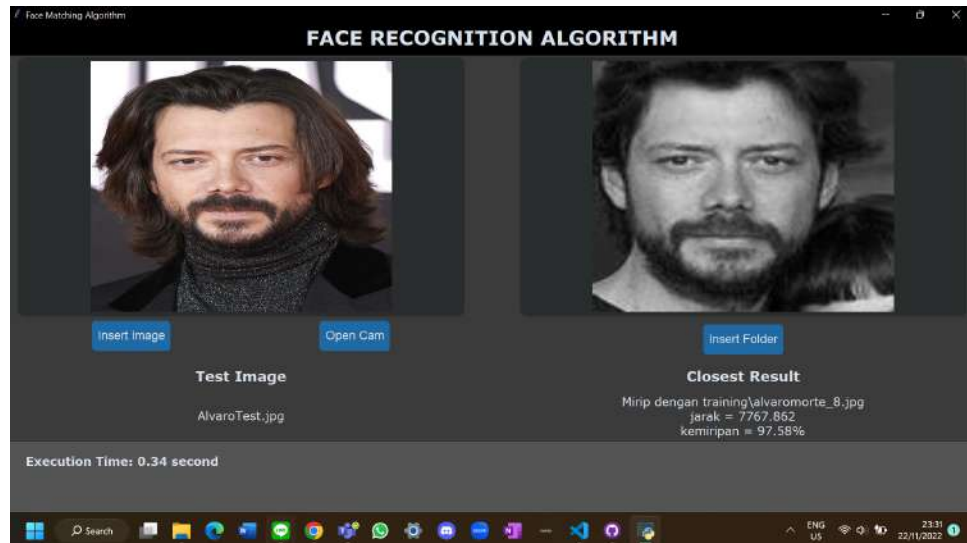 Face Matching Algorithm
FACE RECOGNITION ALGORITHM
Insert Image
Open Cam
Insert Folder
Test Image
Closest Result
AlvaroTest.jpg
Mirip dengan training\alvaromorte_8.jpg
jarak = 7767.862
kemiripan = 97.58%
Execution Time: 0.34 second
Search
ENG
US
23:31
22/11/2022
1